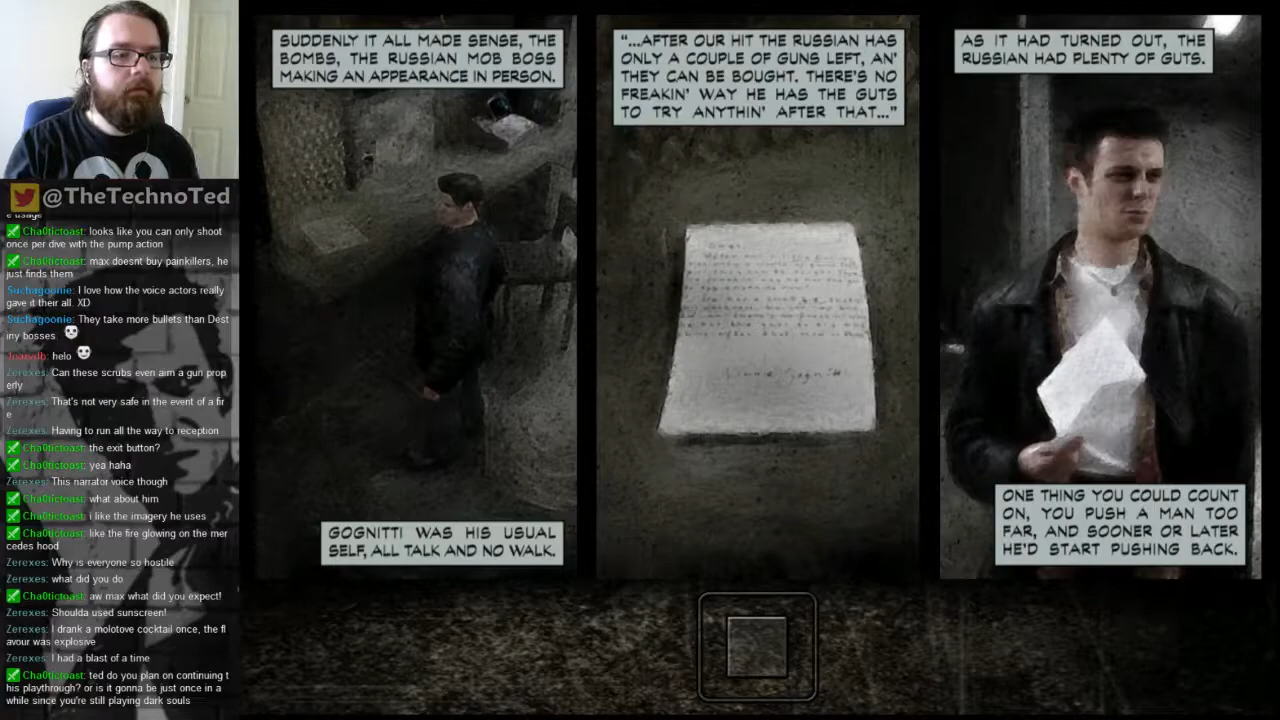 @TheTechnoTed
e usage
Cha0tictoast: looks like you can only shoot
once per dive with the pump action
Cha0tictoast: max doesnt buy painkillers, he
just finds them
Suchagoonie: I love how the voice actors really
gave it their all. XD
Suchagoonie: They take more bullets than Dest
iny bosses
helo
Zerexes: Can these scrubs even aim a gun prop
erly
Zerexes: That's not very safe in the event of a fir
e
Zerexes: Having to run all the way to reception
Cha0tictoast: the exit button?
Cha0tictoast: yea haha
Zerexes: This narrator voice though
Cha0tictoast: what about him
Cha0tictoast: i like the imagery he uses
Cha0tictoast: like the fire glowing on the mer
cedes hood
Zerexes: Why is everyone so hostile
Zerexes: what did you do
Cha0tictoast: aw max what did you expect!
Zerexes: Shoulda used sunscreen!
Zerexes: I drank a molotove cocktail once, the fl
avour was explosive
Zerexes: I had a blast of a time
Cha0tictoast: ted do you plan on continuing t
his playthrough? or is it gonna be just once in a
while since you're still playing dark souls
SUDDENLY IT ALL MADE SENSE, THE
BOMBS, THE RUSSIAN MOB BOSS
MAKING AN APPEARANCE IN PERSON.
GOGNITTI WAS HIS USUAL
SELF, ALL TALK AND NO WALK.
"...AFTER OUR HIT THE RUSSIAN HAS
ONLY A COUPLE OF GUNS LEFT, AN'
THEY CAN BE BOUGHT. THERE'S NO
FREAKIN' WAY HE HAS THE GUTS
TO TRY ANYTHIN' AFTER THAT..."
AS IT HAD TURNED OUT, THE
RUSSIAN HAD PLENTY OF GUTS.
ONE THING YOU COULD COUNT
ON, YOU PUSH A MAN TOO
FAR, AND SOONER OR LATER
HE'D START PUSHING BACK.